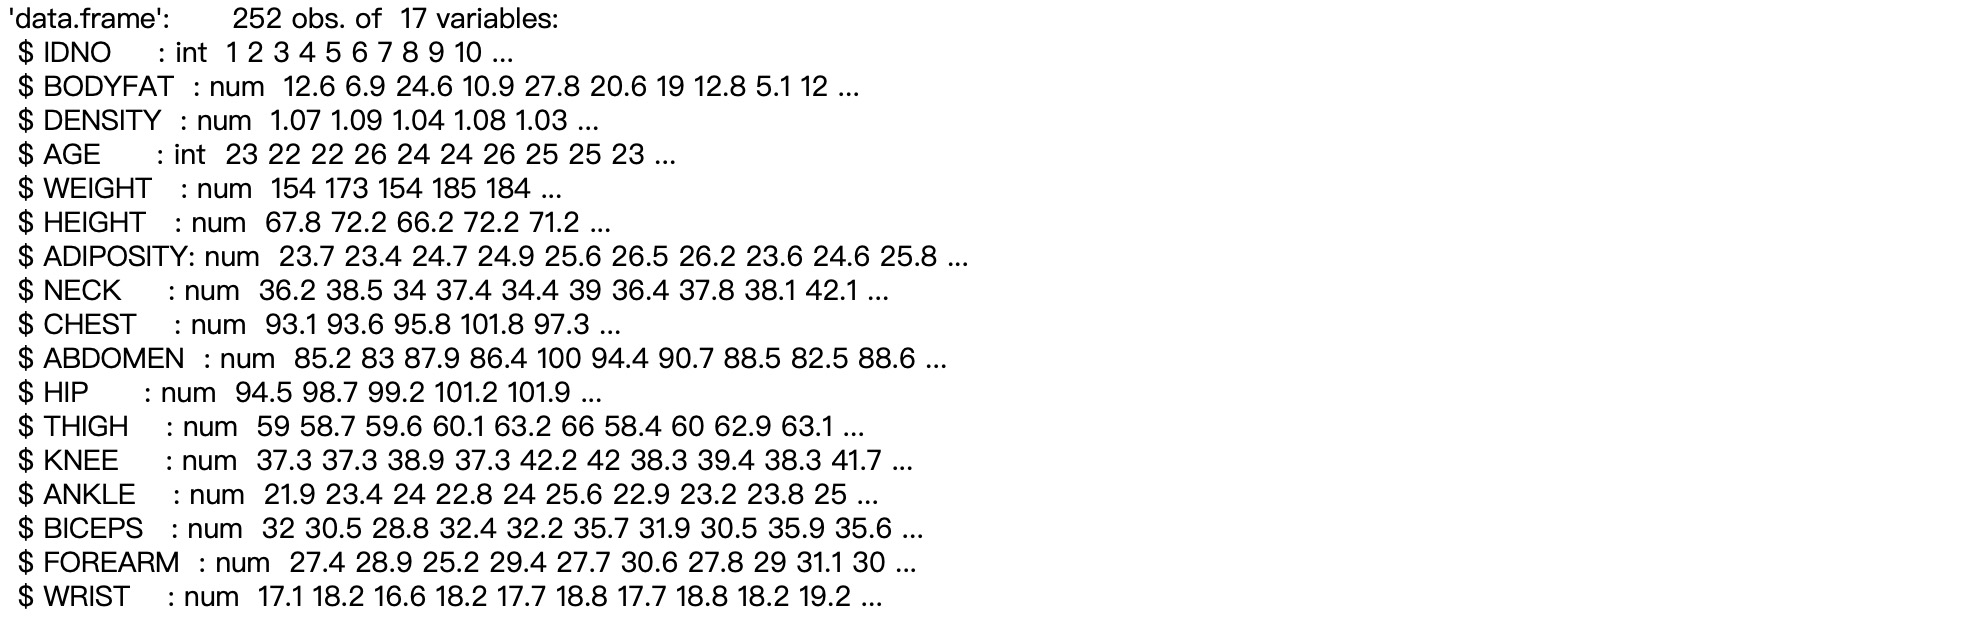 'data.frame':	252 obs. of  17 variables:
 $ IDNO     : int  1 2 3 4 5 6 7 8 9 10 ...
 $ BODYFAT  : num  12.6 6.9 24.6 10.9 27.8 20.6 19 12.8 5.1 12 ...
 $ DENSITY  : num  1.07 1.09 1.04 1.08 1.03 ...
 $ AGE      : int  23 22 22 26 24 24 26 25 25 23 ...
 $ WEIGHT   : num  154 173 154 185 184 ...
 $ HEIGHT   : num  67.8 72.2 66.2 72.2 71.2 ...
 $ ADIPOSITY: num  23.7 23.4 24.7 24.9 25.6 26.5 26.2 23.6 24.6 25.8 ...
 $ NECK     : num  36.2 38.5 34 37.4 34.4 39 36.4 37.8 38.1 42.1 ...
 $ CHEST    : num  93.1 93.6 95.8 101.8 97.3 ...
 $ ABDOMEN  : num  85.2 83 87.9 86.4 100 94.4 90.7 88.5 82.5 88.6 ...
 $ HIP      : num  94.5 98.7 99.2 101.2 101.9 ...
 $ THIGH    : num  59 58.7 59.6 60.1 63.2 66 58.4 60 62.9 63.1 ...
 $ KNEE     : num  37.3 37.3 38.9 37.3 42.2 42 38.3 39.4 38.3 41.7 ...
 $ ANKLE    : num  21.9 23.4 24 22.8 24 25.6 22.9 23.2 23.8 25 ...
 $ BICEPS   : num  32 30.5 28.8 32.4 32.2 35.7 31.9 30.5 35.9 35.6 ...
 $ FOREARM  : num  27.4 28.9 25.2 29.4 27.7 30.6 27.8 29 31.1 30 ...
 $ WRIST    : num  17.1 18.2 16.6 18.2 17.7 18.8 17.7 18.8 18.2 19.2 ...